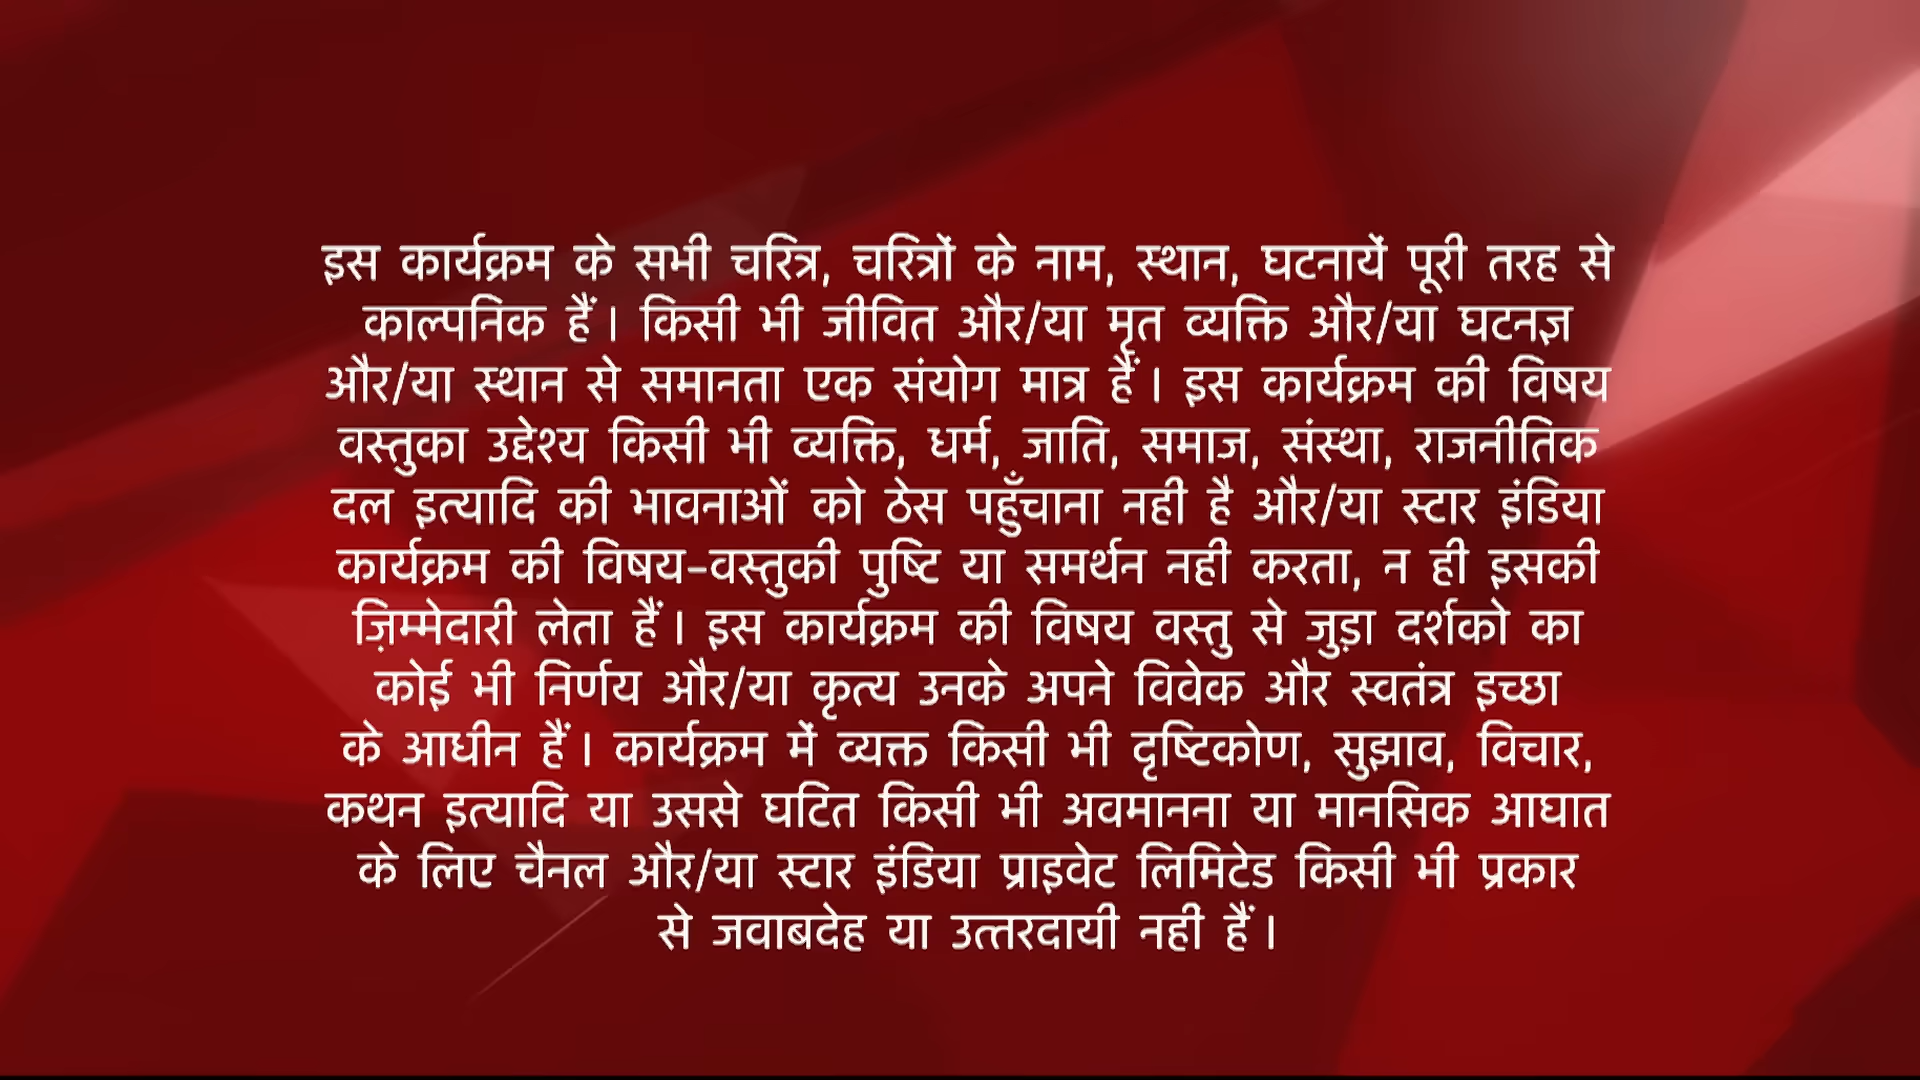 इस कार्यक्रम के सभी चरित्र, चरित्रों के नाम, स्थान, घटनायें पूरी तरह से
काल्पनिक हैं। किसी भी जीवित और/या मृत व्यक्ति और/या घटनज्ञ
और/या स्थान से समानता एक संयोग मात्र हैं। इस कार्यक्रम की विषय
वस्तुका उद्देश्य किसी भी व्यक्ति, धर्म, जाति, समाज, संस्था, राजनीतिक
दल इत्यादि की भावनाओं को ठेस पहुँचाना नहीं है और/या स्टार इंडिया
कार्यक्रम की विषय-वस्तुकी पुष्टि या समर्थन नहीं करता, न ही इसकी
ज़िम्मेदारी लेता हैं। इस कार्यक्रम की विषय वस्तु से जुड़ा दर्शको का
कोई भी निर्णय और/या कृत्य उनके अपने विवेक और स्वतंत्र इच्छा
के आधीन हैं। कार्यक्रम में व्यक्त किसी भी दृष्टिकोण, सुझाव, विचार,
कथन इत्यादि या उससे घटित किसी भी अवमानना या मानसिक आघात
के लिए चैनल और/या स्टार इंडिया प्राइवेट लिमिटेड किसी भी प्रकार
से जवाबदेह या उत्तरदायी नहीं हैं।